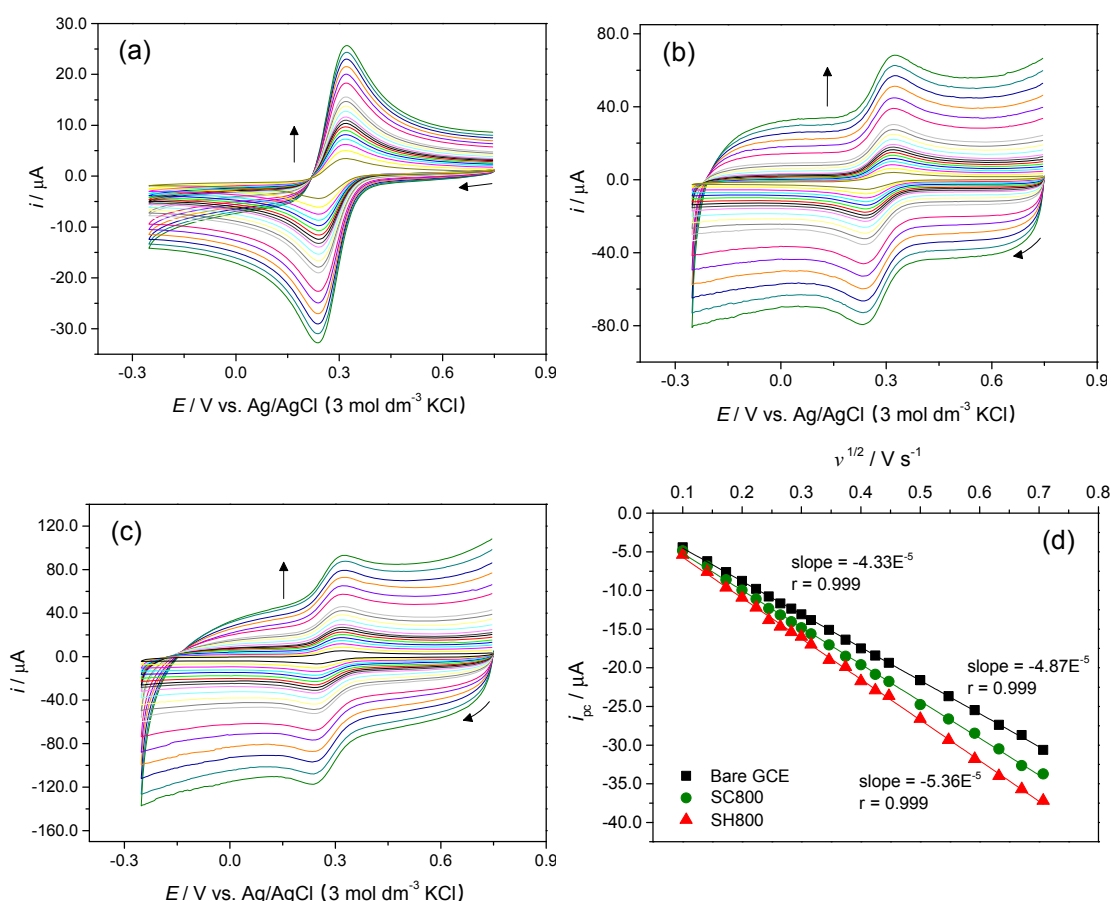 (a)
30.0
20.0
10.0
0.0
-10.0
-20.0
-30.0
i / μA
-0.3 0.0 0.3 0.6 0.9
E / V vs. Ag/AgCl (3 mol dm⁻³ KCl)
(b)
80.0
40.0
0.0
-40.0
-80.0
i / μA
-0.3 0.0 0.3 0.6 0.9
E / V vs. Ag/AgCl (3 mol dm⁻³ KCl)
(c)
120.0
80.0
40.0
0.0
-40.0
-80.0
-120.0
-160.0
i / μA
-0.3 0.0 0.3 0.6 0.9
E / V vs. Ag/AgCl (3 mol dm⁻³ KCl)
ν¹/² / V s⁻¹
0.1 0.2 0.3 0.4 0.5 0.6 0.7 0.8
(d)
0.0
-5.0
-10.0
-15.0
-20.0
-25.0
-30.0
-35.0
-40.0
i pc / μA
slope = -4.33E⁻⁵
r = 0.999
slope = -4.87E⁻⁵
r = 0.999
slope = -5.36E⁻⁵
r = 0.999
Bare GCE
SC800
SH800